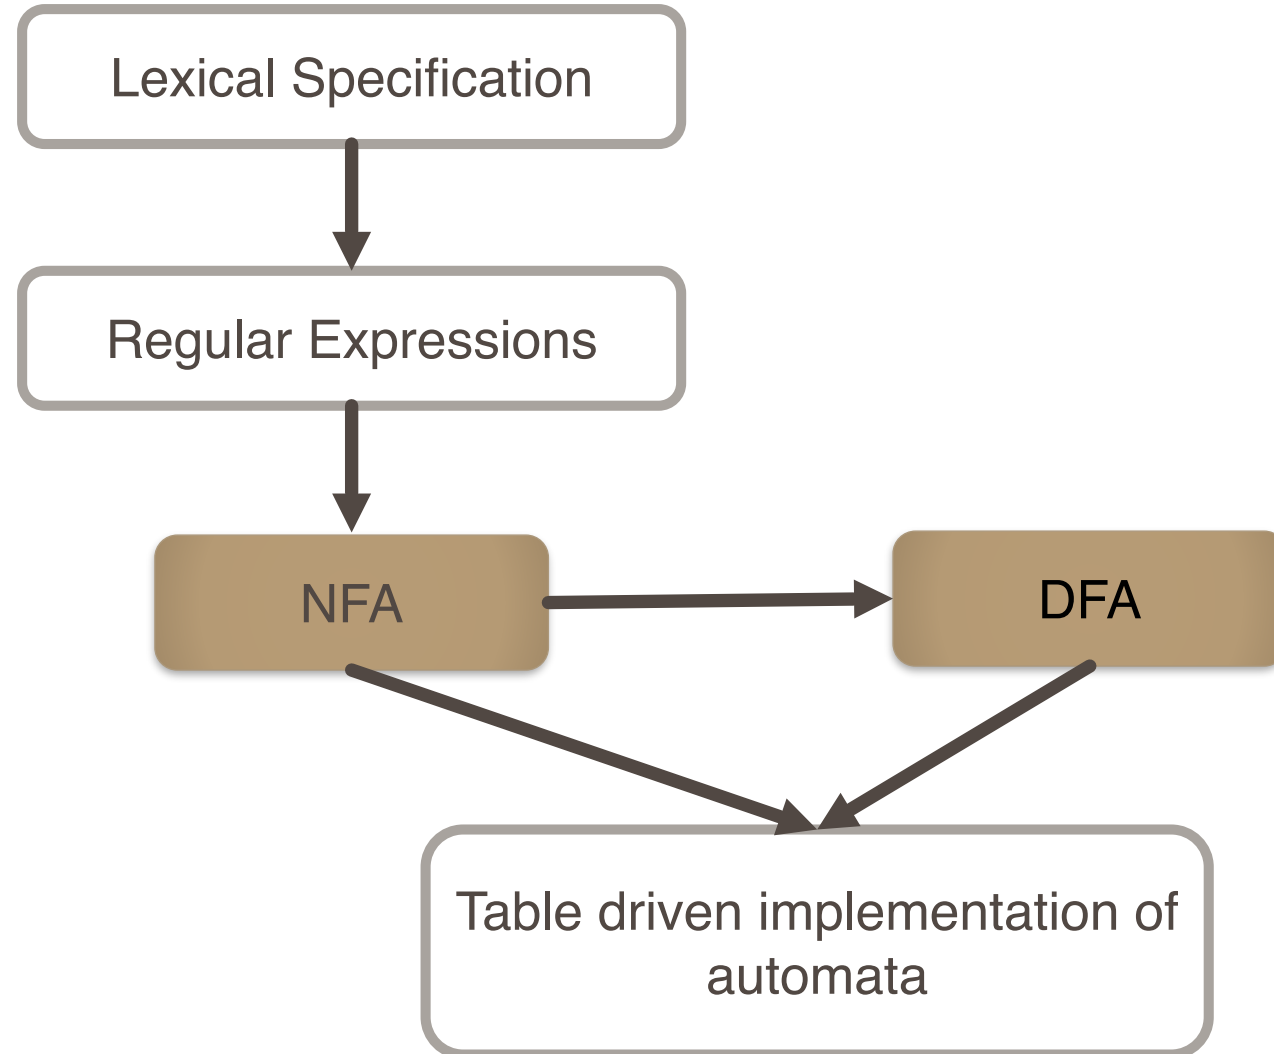 Lexical Specification
Regular Expressions
NFA
DFA
Table driven implementation of
automata